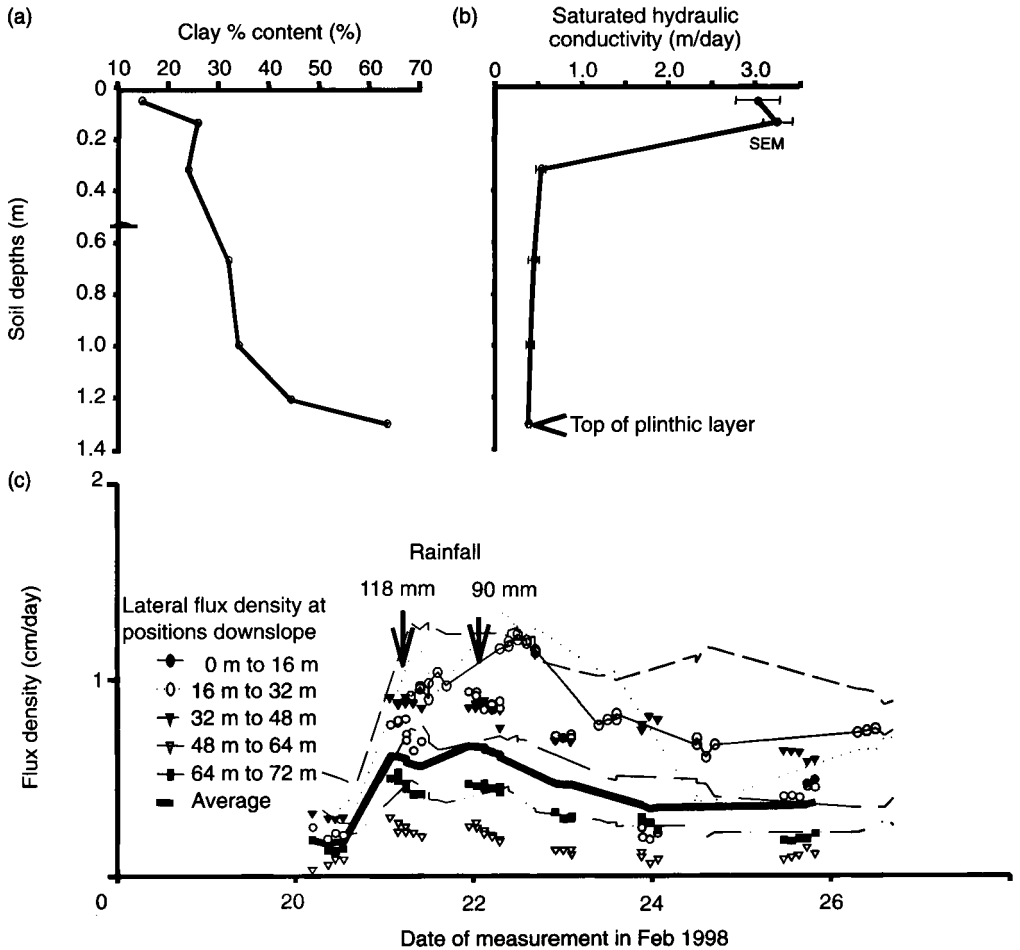 (a)
Clay % content (%)
10 20 30 40 50 60 70
0
0.2
0.4
0.6
0.8
1.0
1.2
1.4
Soil depths (m)
(b)
Saturated hydraulic
conductivity (m/day)
0 1.0 2.0 3.0
SEM
Top of plinthic layer
(c)
2
1
Flux density (cm/day)
Rainfall
118 mm 90 mm
Lateral flux density at
positions downslope
0 m to 16 m
16 m to 32 m
32 m to 48 m
48 m to 64 m
64 m to 72 m
Average
0 20 22 24 26
Date of measurement in Feb 1998